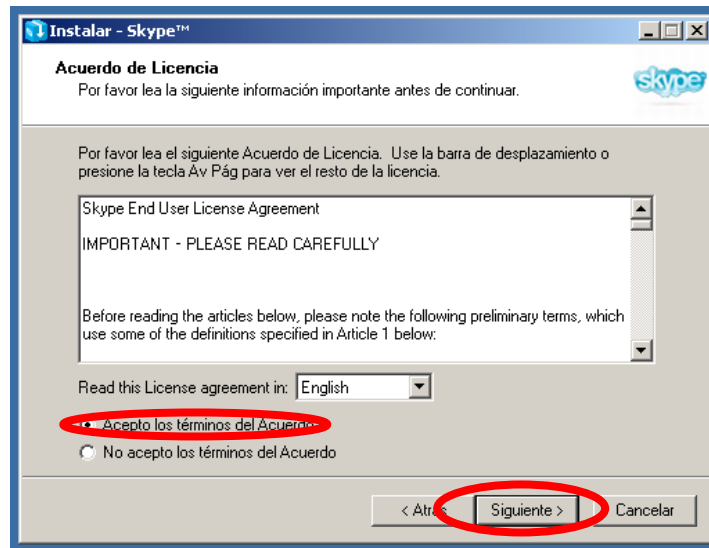 Instalar - Skype™
Acuerdo de Licencia
Por favor lea la siguiente información importante antes de continuar.
skype
Por favor lea el siguiente Acuerdo de Licencia. Use la barra de desplazamiento o
presione la tecla Av Pág para ver el resto de la licencia.
Skype End User License Agreement
IMPORTANT - PLEASE READ CAREFULLY
Before reading the articles below, please note the following preliminary terms, which
use some of the definitions specified in Article 1 below:
Read this License agreement in: English
Acepto los términos del Acuerdo
No acepto los términos del Acuerdo
< Atrás Siguiente > Cancelar